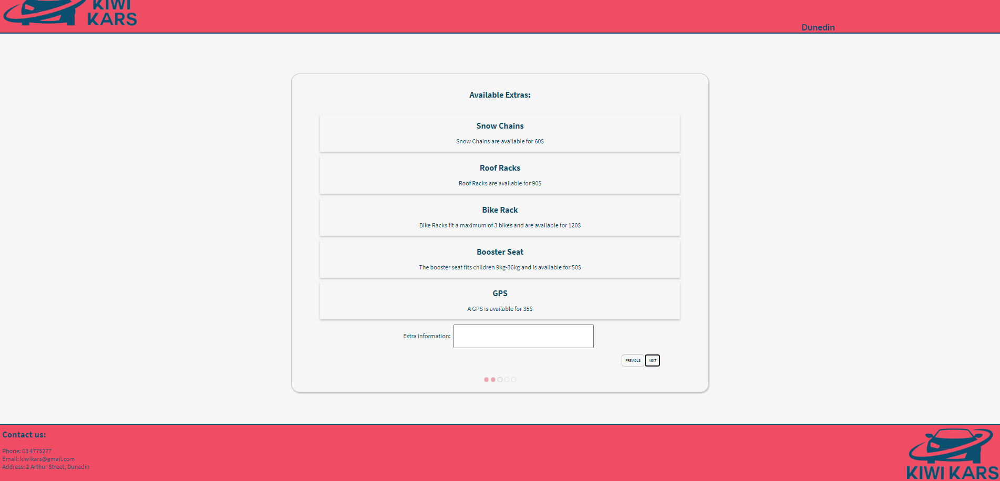 KIWI
KARS
Dunedin
Available Extras:
Snow Chains
Snow Chains are available for 60$
Roof Racks
Roof Racks are available for 90$
Bike Rack
Bike Racks fit a maximum of 3 bikes and are available for 120$
Booster Seat
The booster seat fits children 9kg-36kg and is available for 50$
GPS
A GPS is available for 35$
Extra information:
PREVIOUS NEXT
Contact us:
Phone: 03 4775277
Email: kiwikars@gmail.com
Address: 2 Arthur Street, Dunedin
KIWI KARS